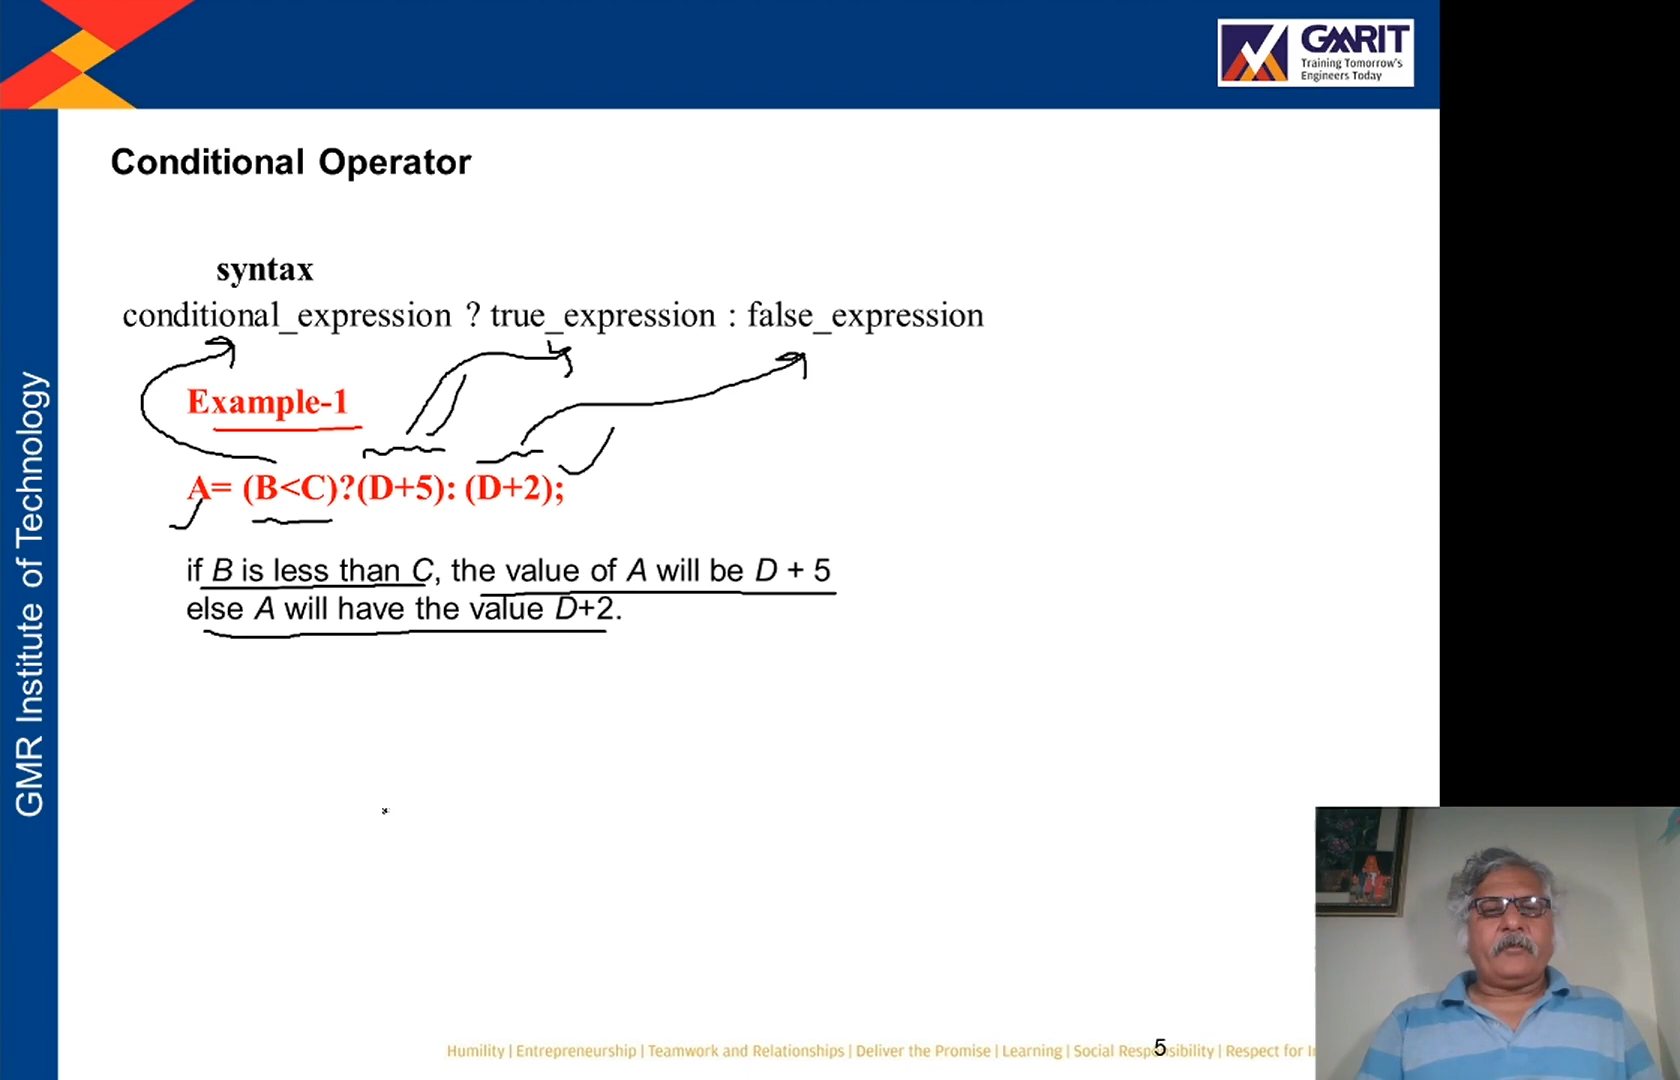 GMRIT
Training Tomorrow's
Engineers Today
GMR Institute of Technology
Conditional Operator
syntax
conditional_expression ? true_expression : false_expression
Example-1
A= (B<C)?(D+5): (D+2);
if B is less than C, the value of A will be D + 5
else A will have the value D+2.
Humility | Entrepreneurship | Teamwork and Relationships | Deliver the Promise | Learning | Social Responsibility | Respect for
5